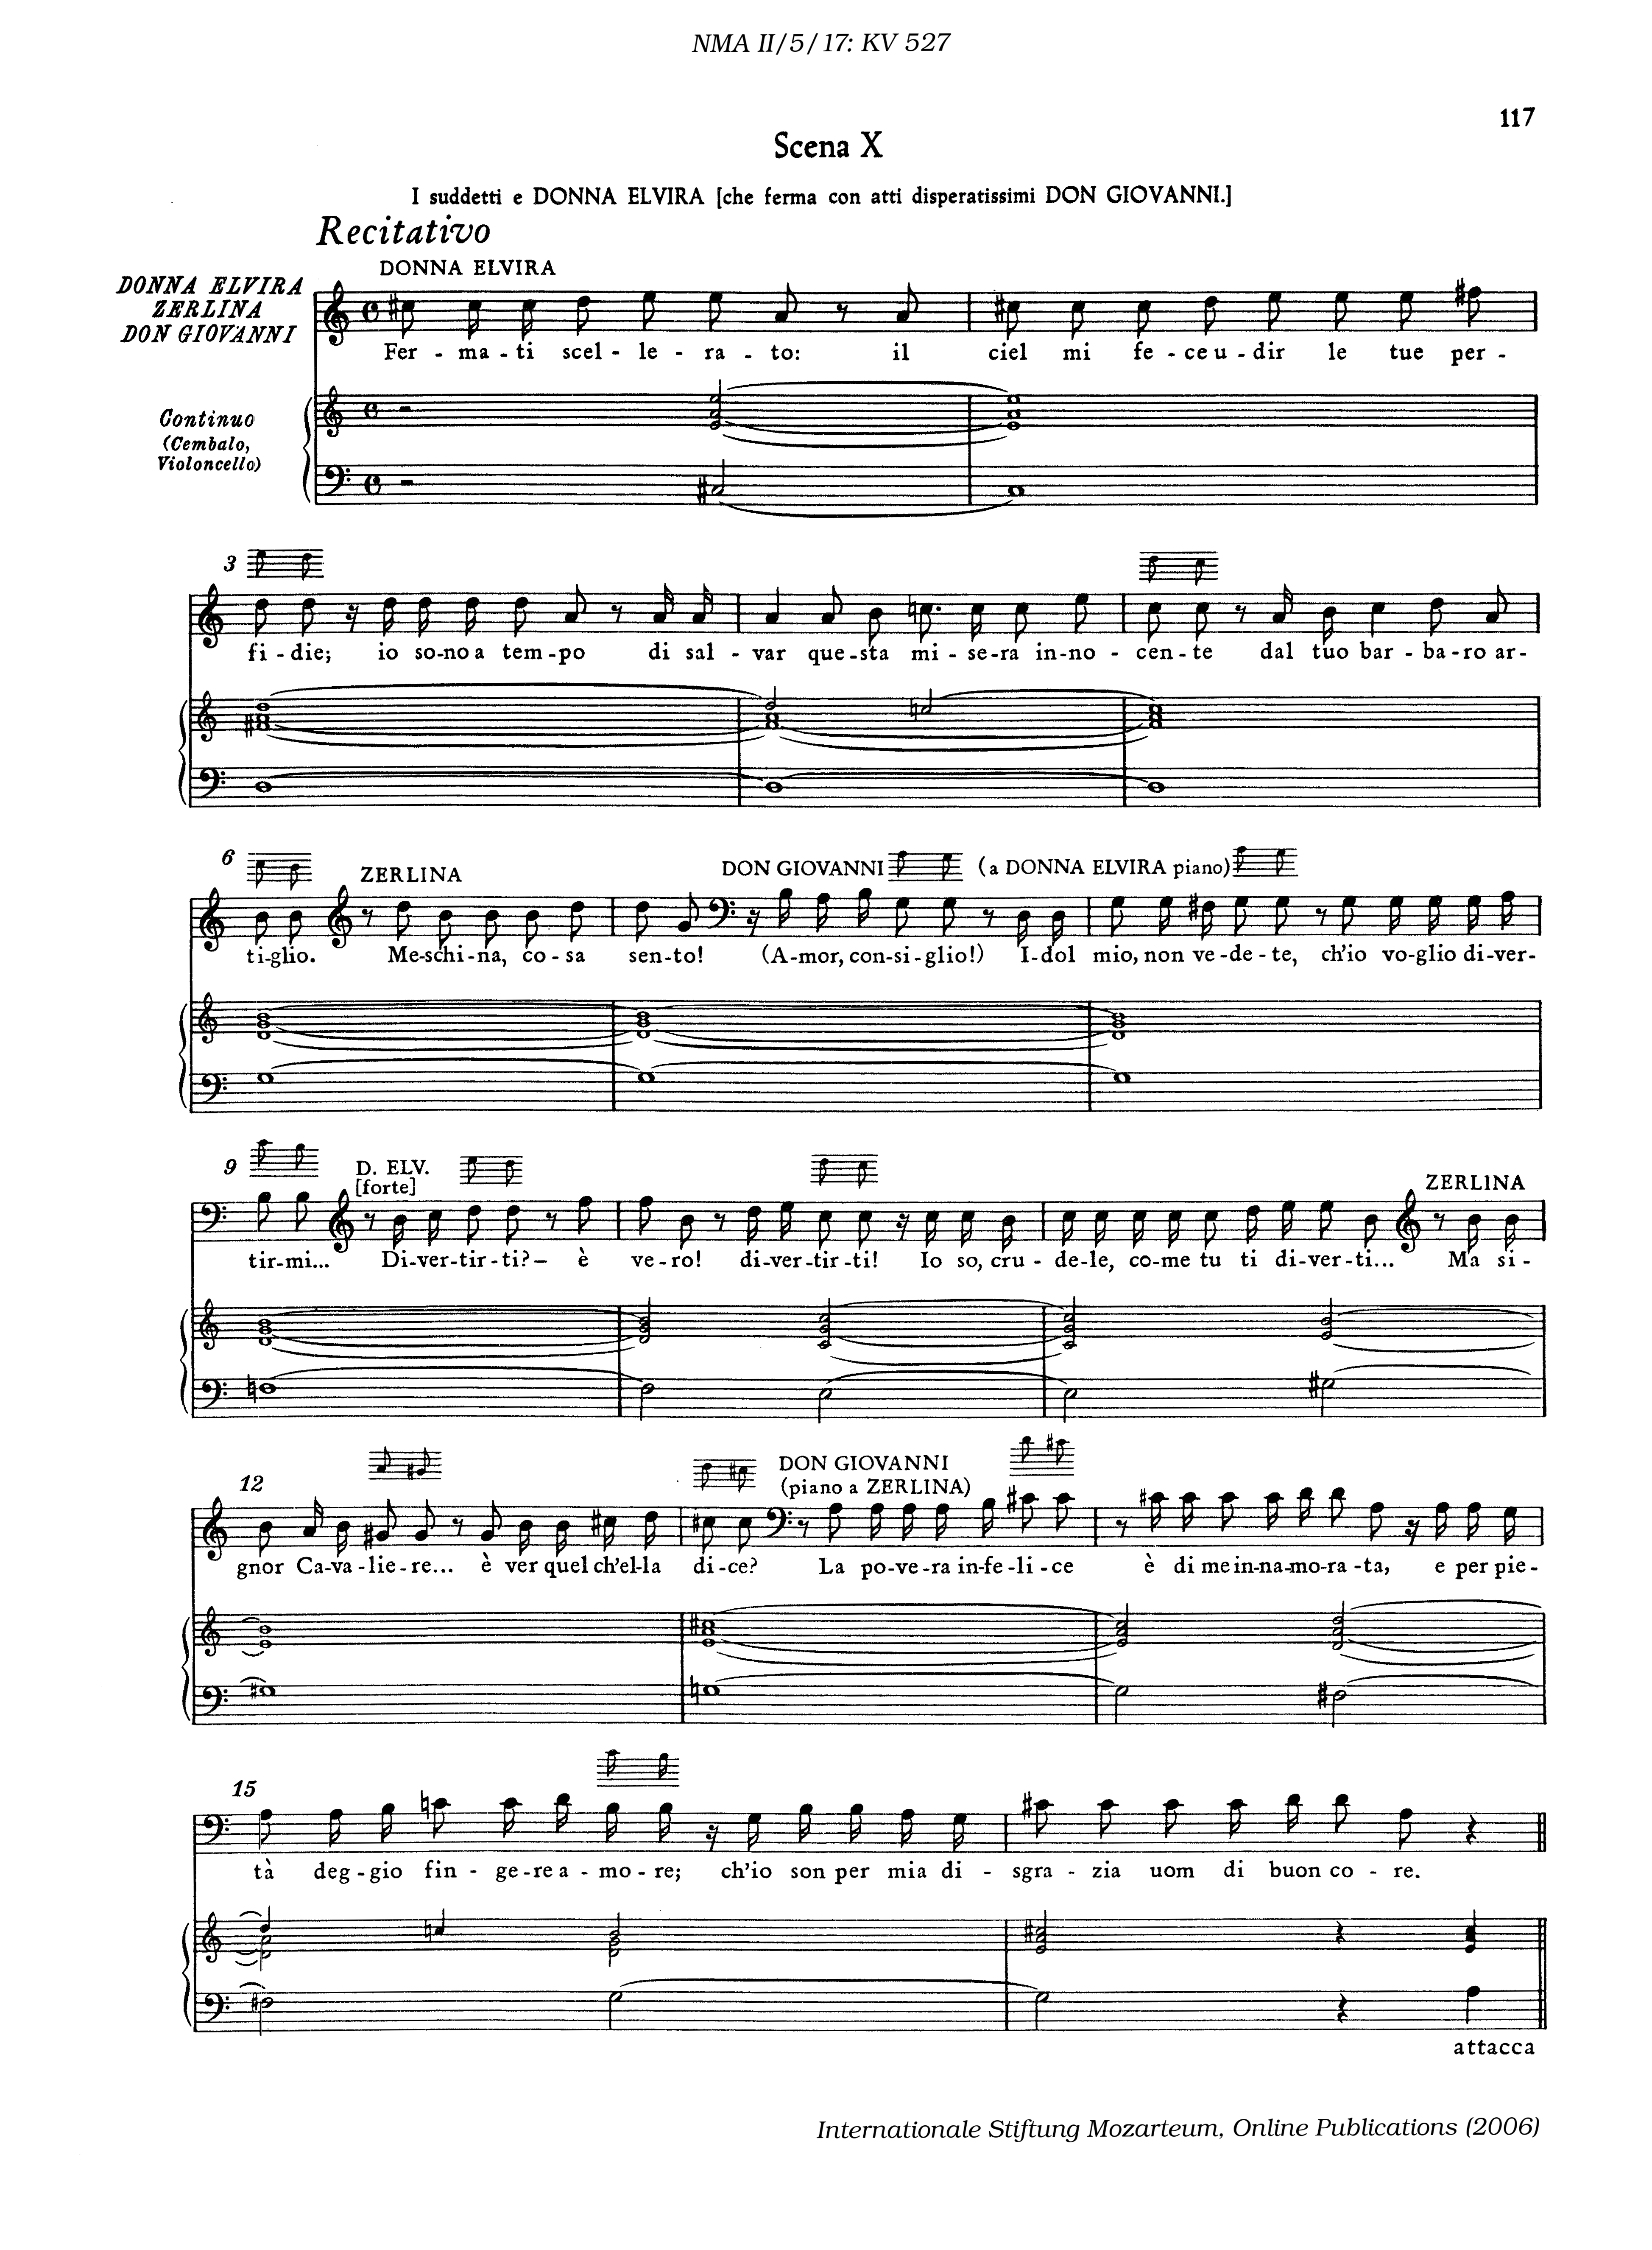 NMA II/5/17: KV 527
117
Scena X
I suddetti e DONNA ELVIRA [che ferma con atti disperatissimi DON GIOVANNI.]
Recitativo
DONNA ELVIRA
DONNA ELVIRA
ZERLINA
DON GIOVANNI
Fer - ma - ti scel - le - ra - to: il ciel mi fe - ce u - dir le tue per -
Continuo
(Cembalo,
Violoncello)
3
fi - die; io so-no a tem - po di sal - var que - sta mi - se - ra in-no - cen - te dal tuo bar - ba - ro ar-
6 ZERLINA DON GIOVANNI (a DONNA ELVIRA piano)
ti-glio. Me-schi-na, co - sa sen-to! (A-mor, con-si-glio!) I-dol mio, non ve-de-te, ch'io vo-glio di-ver-
9 D. ELV. ZERLINA
[forte]
tir-mi... Di-ver-tir-ti?– è ve-ro! di-ver-tir-ti! Io so, cru - de-le, co-me tu ti di-ver-ti... Ma si -
12 DON GIOVANNI
(piano a ZERLINA)
gnor Ca-va-lie-re... è ver quel ch'el-la di-ce? La po-ve-ra in-fe-li-ce è di me in-na-mo-ra-ta, e per pie-
15
tà deg-gio fin - ge-re a - mo - re; ch'io son per mia di - sgra - zia uom di buon co - re.
attacca
Internationale Stiftung Mozarteum, Online Publications (2006)